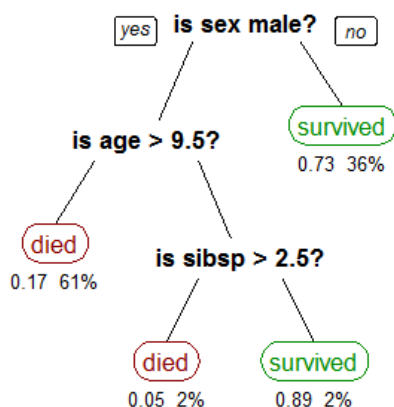 yes is sex male? no
survived
0.73 36%
is age > 9.5?
died
0.17 61%
is sibsp > 2.5?
died survived
0.05 2% 0.89 2%